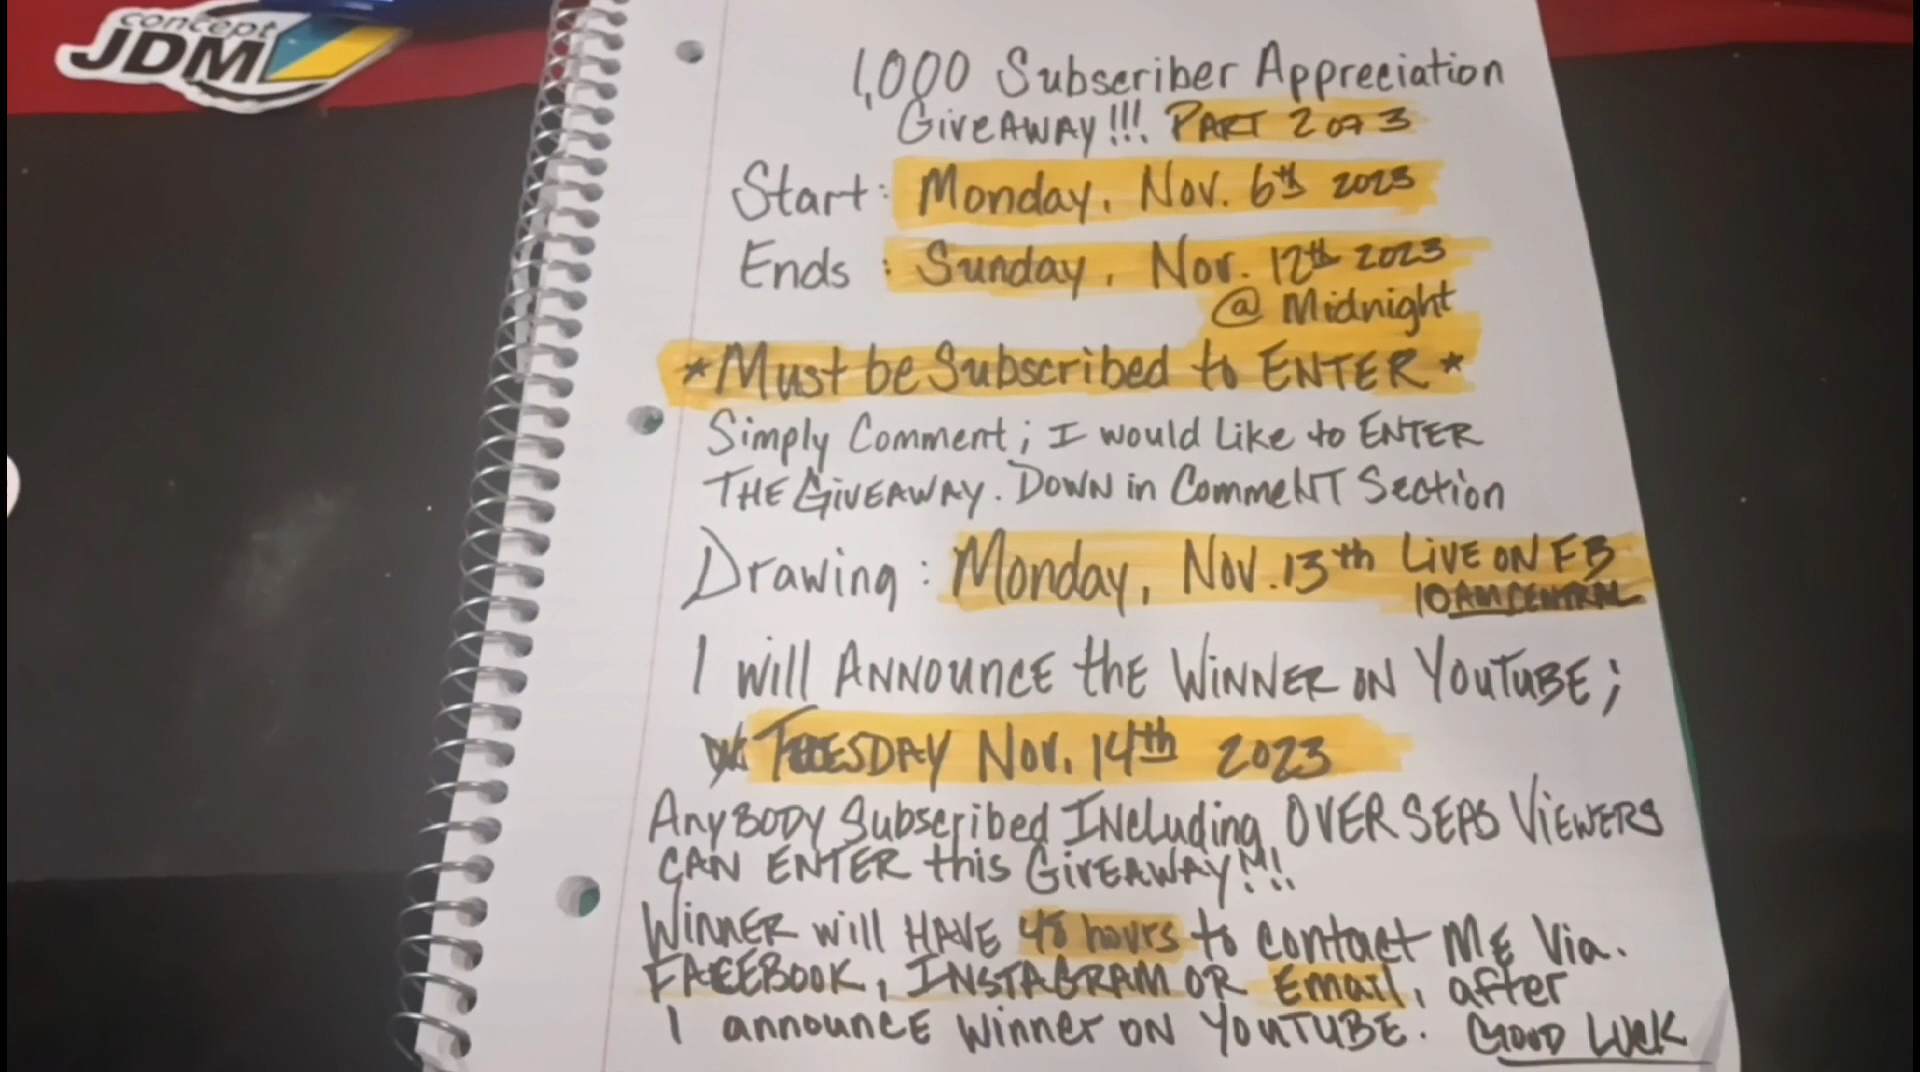 concept
JDM
1,000 Subscriber Appreciation
GiveAWAY!!! PART 2 of 3
Start: Monday, Nov. 6th 2023
Ends: Sunday, Nov. 12th 2023
@ Midnight
*Must be Subscribed to ENTER*
Simply Comment; I would Like to ENTER
THE GiVEAWAY. DOWN in CommeNT Section
Drawing: Monday, Nov. 13th LiVE ON FB
10AM CENTRAL
I will ANNOUNCE the WiNNER ON YouTUBE;
TUESDAY Nov. 14th 2023
AnyBODY Subscribed INcLuding OVER SEAS ViEWERS
CAN ENTER this GiVEAWAY!!!
WiNNER will HAVE 48 hours to contact ME Via.
FACEBOOK, INSTAGRAM OR Email, after
I announce winner ON YOUTUBE. GOOD LUCK